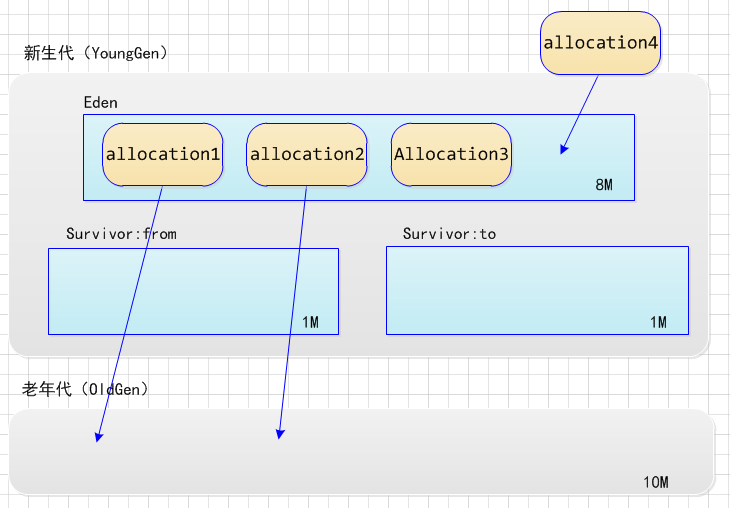 allocation4
新生代（YoungGen）
Eden
allocation1
allocation2
Allocation3
8M
Survivor:from
Survivor:to
1M
1M
老年代（OldGen）
10M